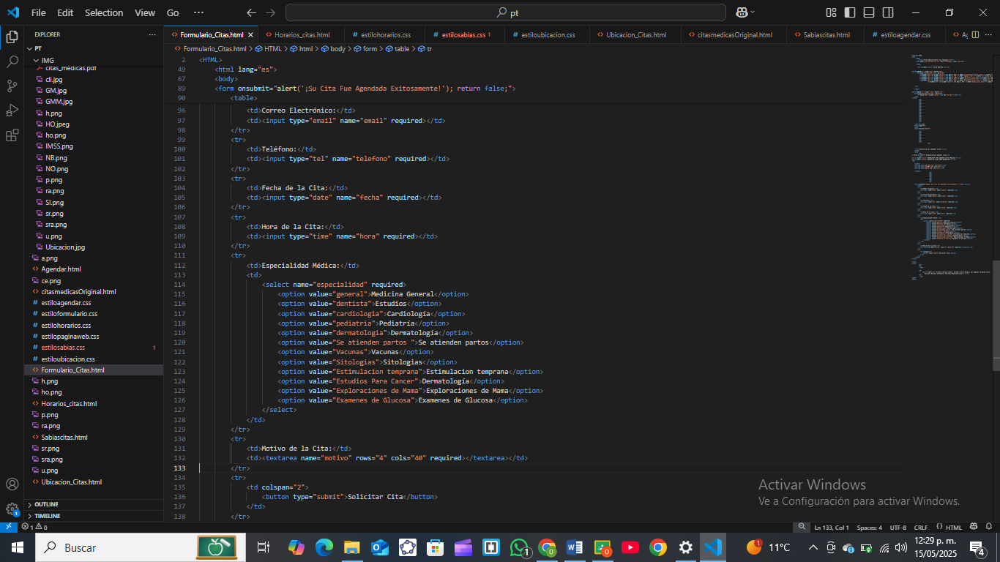 File Edit Selection View Go ··· pt
EXPLORER ···
PT
IMG
citas_medicas.pdf
cli.jpg
GM.jpg
GMM.jpg
h.png
HO.jpeg
ho.png
IMSS.png
NB.png
NO.png
p.png
ra.png
SI.png
sr.png
sra.png
u.png
Ubicacion.jpg
a.png
Agendar.html
ce.png
citasmedicasOriginal.html
estiloagendar.css
estiloformulario.css
estilohorarios.css
estilopaginaweb.css
estilosabias.css 1
estiloubicacion.css
Formulario_Citas.html
h.png
ho.png
Horarios_citas.html
p.png
ra.png
Sabiascitas.html
sr.png
sra.png
u.png
Ubicacion_Citas.html
OUTLINE
TIMELINE
Formulario_Citas.html Horarios_citas.html estilohorarios.css estilosabias.css 1 estiloubicacion.css Ubicacion_Citas.html citasmedicasOriginal.html Sabiascitas.html estiloagendar.css
Formulario_Citas.html > HTML > html > body > form > table > tr
2 <HTML>
49 <html lang="es">
67 <body>
89 <form onsubmit="alert('¡Su Cita Fue Agendada Exitosamente!'); return false;">
90 <table>
96 <td>Correo Electrónico:</td>
97 <td><input type="email" name="email" required></td>
98 </tr>
99 <tr>
100 <td>Teléfono:</td>
101 <td><input type="tel" name="telefono" required></td>
102 </tr>
103 <tr>
104 <td>Fecha de la Cita:</td>
105 <td><input type="date" name="fecha" required></td>
106 </tr>
107 <tr>
108 <td>Hora de la Cita:</td>
109 <td><input type="time" name="hora" required></td>
110 </tr>
111 <tr>
112 <td>Especialidad Médica:</td>
113 <td>
114 <select name="especialidad" required>
115 <option value="general">Medicina General</option>
116 <option value="dentista">Estudios</option>
117 <option value="cardiologia">Cardiología</option>
118 <option value="pediatria">Pediatría</option>
119 <option value="dermatologia">Dermatología</option>
120 <option value="Se atienden partos ">Se atienden partos</option>
121 <option value="Vacunas">Vacunas</option>
122 <option value="Sitologias">Sitologias</option>
123 <option value="Estimulacion temprana">Estimulacion temprana</option>
124 <option value="Estudios Para Cancer">Dermatología</option>
125 <option value="Exploraciones de Mama">Exploraciones de Mama</option>
126 <option value="Examenes de Glucosa">Examenes de Glucosa</option>
127 </select>
128 </td>
129 </tr>
130 <tr>
131 <td>Motivo de la Cita:</td>
132 <td><textarea name="motivo" rows="4" cols="40" required></textarea></td>
133 </tr>
134 <tr>
135 <td colspan="2">
136 <button type="submit">Solicitar Cita</button>
137 </td>
138 </tr>
Activar Windows
Ve a Configuración para activar Windows.
1 0 Ln 133, Col 1 Spaces: 4 UTF-8 CRLF {} HTML
Buscar 11°C 12:29 p. m.
15/05/2025 4